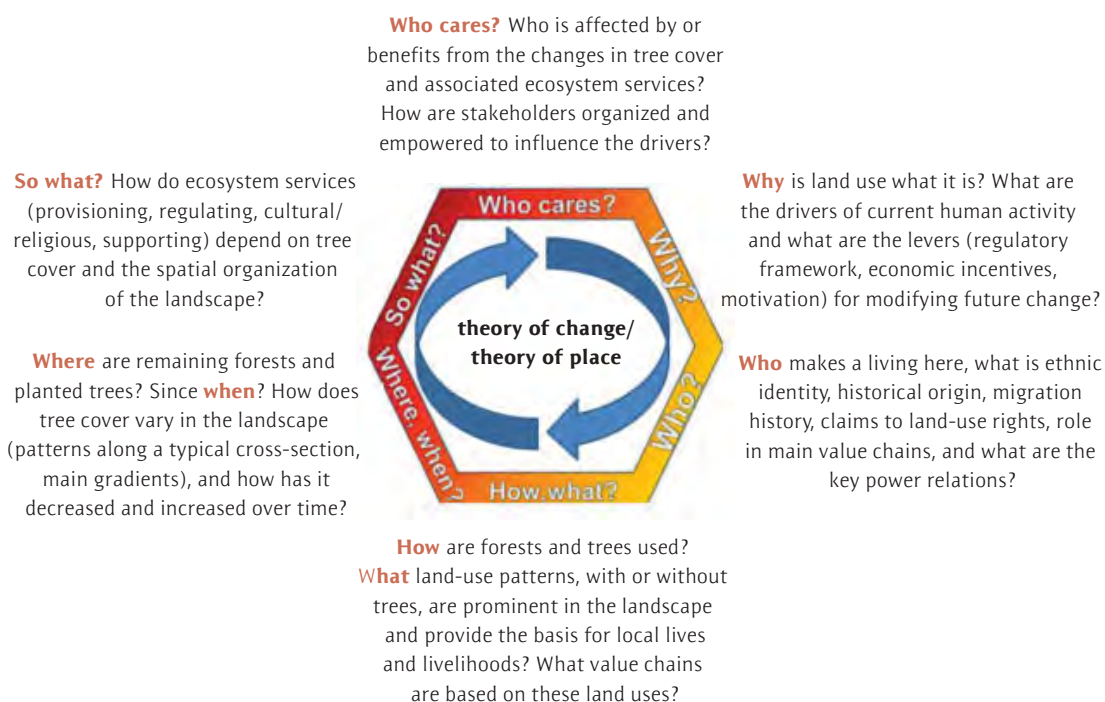 Who cares? Who is affected by or
benefits from the changes in tree cover
and associated ecosystem services?
How are stakeholders organized and
empowered to influence the drivers?
So what? How do ecosystem services
(provisioning, regulating, cultural/
religious, supporting) depend on tree
cover and the spatial organization
of the landscape?
Why is land use what it is? What are
the drivers of current human activity
and what are the levers (regulatory
framework, economic incentives,
motivation) for modifying future change?
Who cares?
Why?
Who?
How,what?
Where, when?
So what?
theory of change/
theory of place
Where are remaining forests and
planted trees? Since when? How does
tree cover vary in the landscape
(patterns along a typical cross-section,
main gradients), and how has it
decreased and increased over time?
Who makes a living here, what is ethnic
identity, historical origin, migration
history, claims to land-use rights, role
in main value chains, and what are the
key power relations?
How are forests and trees used?
What land-use patterns, with or without
trees, are prominent in the landscape
and provide the basis for local lives
and livelihoods? What value chains
are based on these land uses?